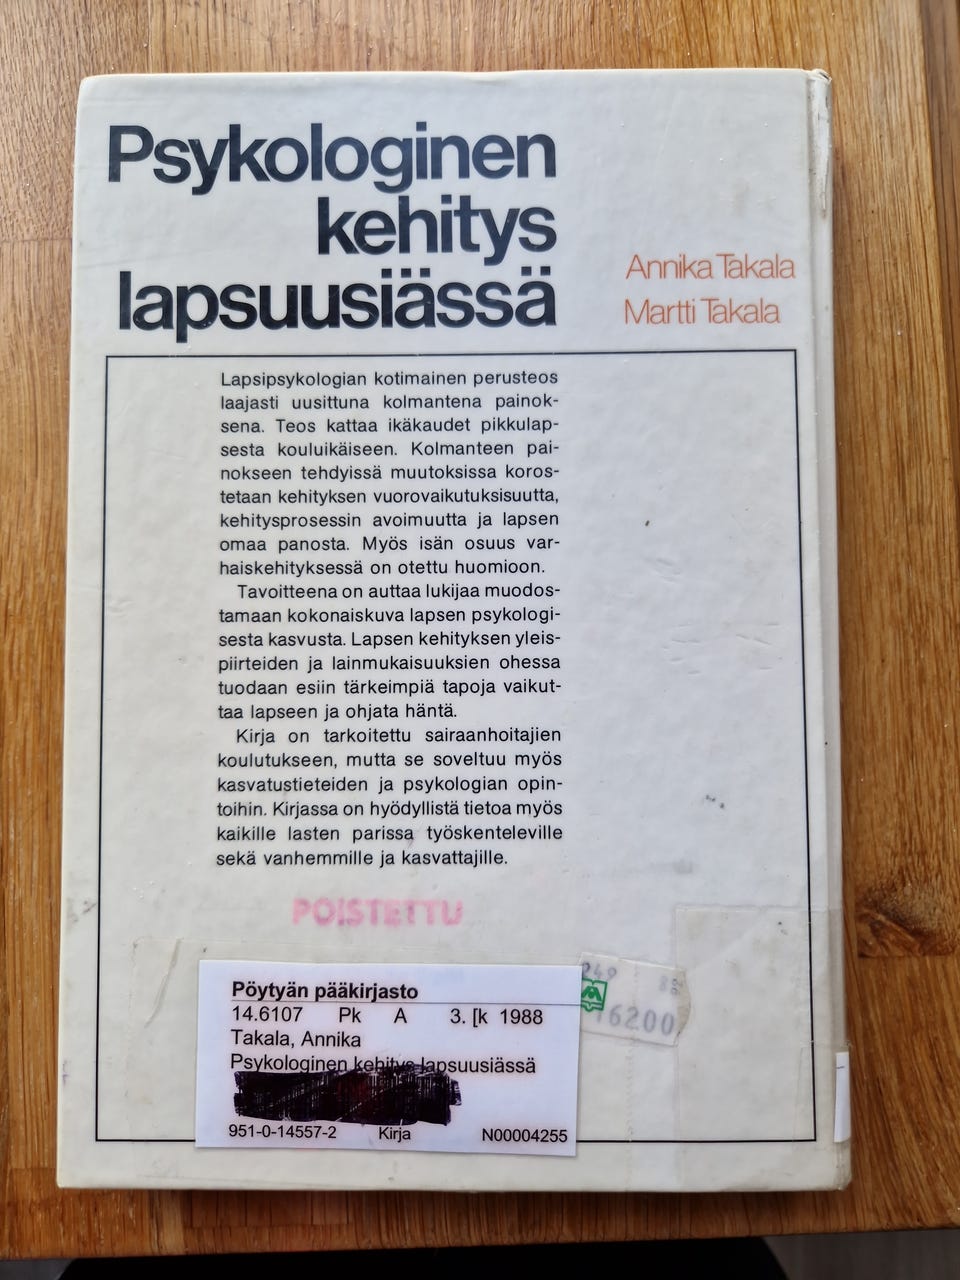 Psykologinen
kehitys
lapsuusiässä
Annika Takala
Martti Takala
Lapsipsykologian kotimainen perusteos
laajasti uusittuna kolmantena painok-
sena. Teos kattaa ikäkaudet pikkulap-
sesta kouluikäiseen. Kolmanteen pai-
nokseen tehdyissä muutoksissa koros-
tetaan kehityksen vuorovaikutuksisuutta,
kehitysprosessin avoimuutta ja lapsen
omaa panosta. Myös isän osuus var-
haiskehityksessä on otettu huomioon.
Tavoitteena on auttaa lukijaa muodos-
tamaan kokonaiskuva lapsen psykologi-
sesta kasvusta. Lapsen kehityksen yleis-
piirteiden ja lainmukaisuuksien ohessa
tuodaan esiin tärkeimpiä tapoja vaikut-
taa lapseen ja ohjata häntä.
Kirja on tarkoitettu sairaanhoitajien
koulutukseen, mutta se soveltuu myös
kasvatustieteiden ja psykologian opin-
toihin. Kirjassa on hyödyllistä tietoa myös
kaikille lasten parissa työskenteleville
sekä vanhemmille ja kasvattajille.
POISTETTU
Pöytyän pääkirjasto
14.6107 Pk A 3. [k 1988
Takala, Annika
Psykologinen kehitys lapsuusiässä
951-0-14557-2 Kirja N00004255
249 88
16200